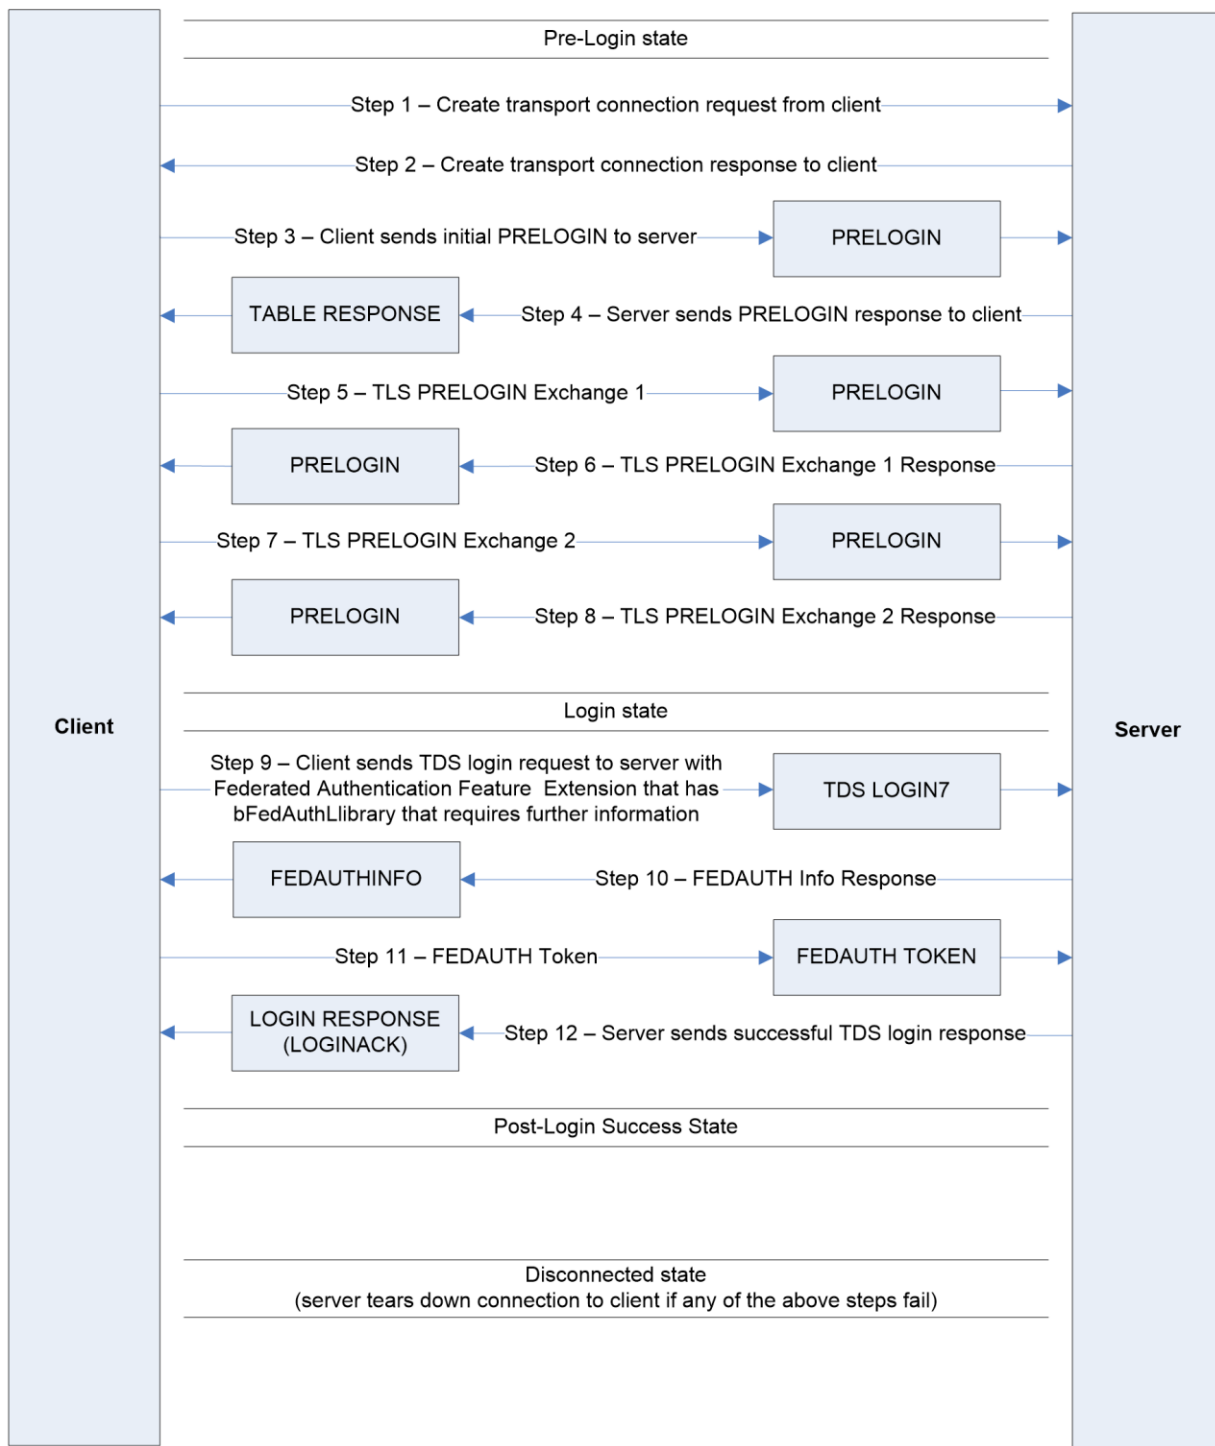 Pre-Login state
Step 1 – Create transport connection request from client
Step 2 – Create transport connection response to client
Step 3 – Client sends initial PRELOGIN to server
PRELOGIN
TABLE RESPONSE
Step 4 – Server sends PRELOGIN response to client
Step 5 – TLS PRELOGIN Exchange 1
PRELOGIN
PRELOGIN
Step 6 – TLS PRELOGIN Exchange 1 Response
Step 7 – TLS PRELOGIN Exchange 2
PRELOGIN
PRELOGIN
Step 8 – TLS PRELOGIN Exchange 2 Response
Client
Login state
Server
Step 9 – Client sends TDS login request to server with
Federated Authentication Feature  Extension that has
bFedAuthLlibrary that requires further information
TDS LOGIN7
FEDAUTHINFO
Step 10 – FEDAUTH Info Response
Step 11 – FEDAUTH Token
FEDAUTH TOKEN
LOGIN RESPONSE
(LOGINACK)
Step 12 – Server sends successful TDS login response
Post-Login Success State
Disconnected state
(server tears down connection to client if any of the above steps fail)